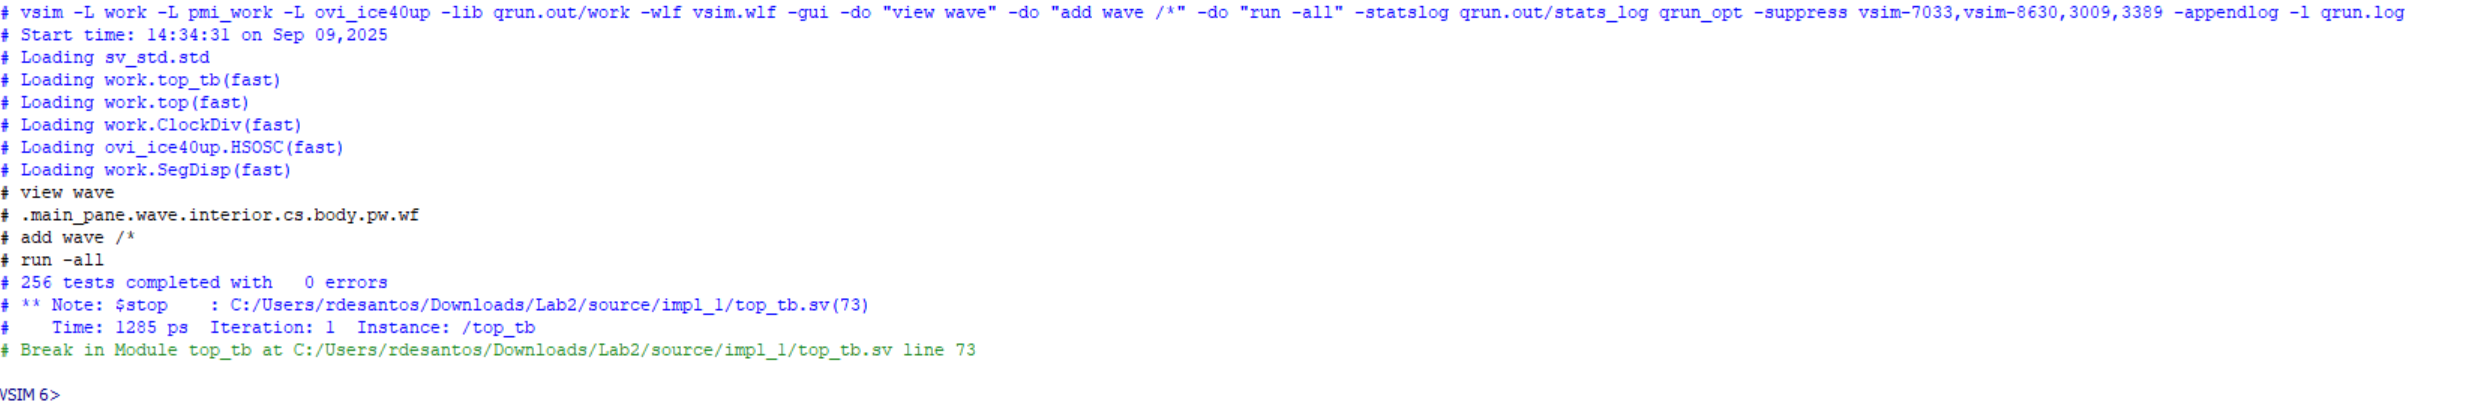 # vsim -L work -L pmi_work -L ovi_ice40up -lib qrun.out/work -wlf vsim.wlf -gui -do "view wave" -do "add wave /*" -do "run -all" -statslog qrun.out/stats_log qrun_opt -suppress vsim-7033,vsim-8630,3009,3389 -appendlog -l qrun.log
# Start time: 14:34:31 on Sep 09,2025
# Loading sv_std.std
# Loading work.top_tb(fast)
# Loading work.top(fast)
# Loading work.ClockDiv(fast)
# Loading ovi_ice40up.HSOSC(fast)
# Loading work.SegDisp(fast)
# view wave
# .main_pane.wave.interior.cs.body.pw.wf
# add wave /*
# run -all
# 256 tests completed with   0 errors
# ** Note: $stop    : C:/Users/rdesantos/Downloads/Lab2/source/impl_1/top_tb.sv(73)
#    Time: 1285 ps  Iteration: 1  Instance: /top_tb
# Break in Module top_tb at C:/Users/rdesantos/Downloads/Lab2/source/impl_1/top_tb.sv line 73
VSIM 6>